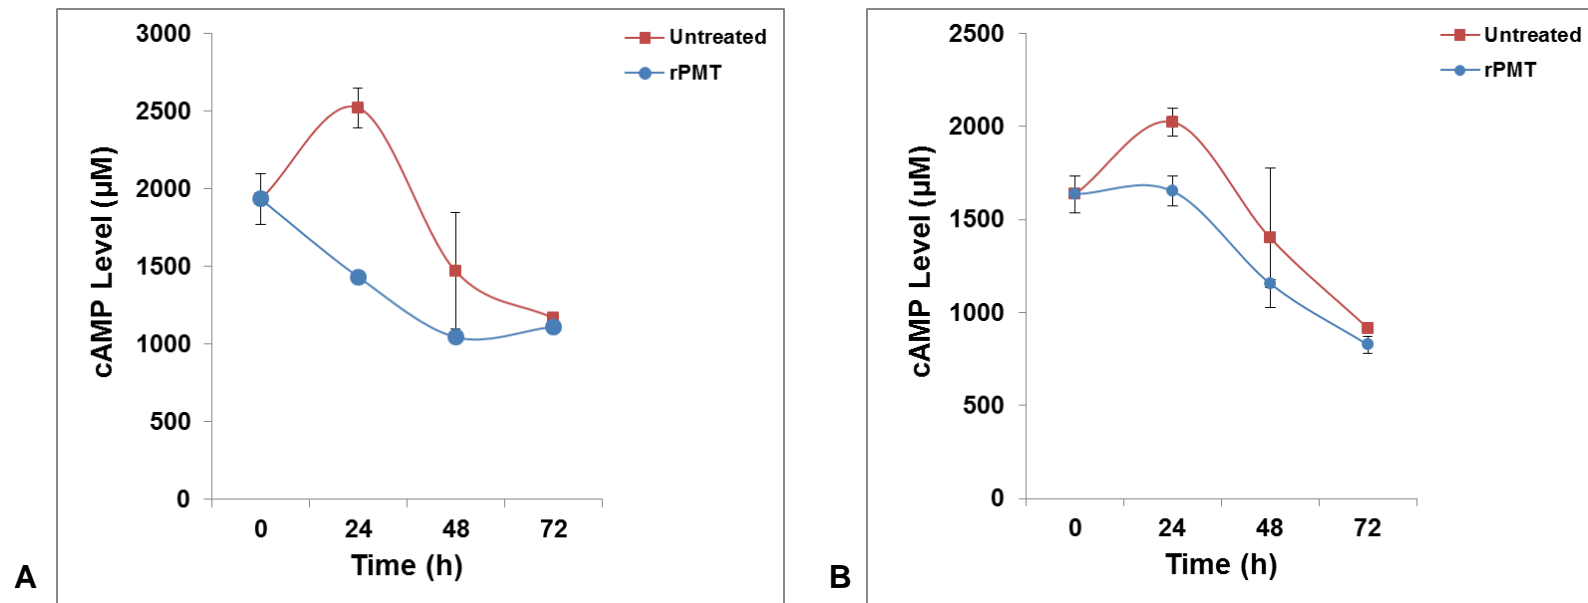 3000
2500
2000
1500
1000
500
0
0 24 48 72
cAMP Level (µM)
Time (h)
Untreated
rPMT
A
2500
2000
1500
1000
500
0
0 24 48 72
cAMP Level (µM)
Time (h)
Untreated
rPMT
B